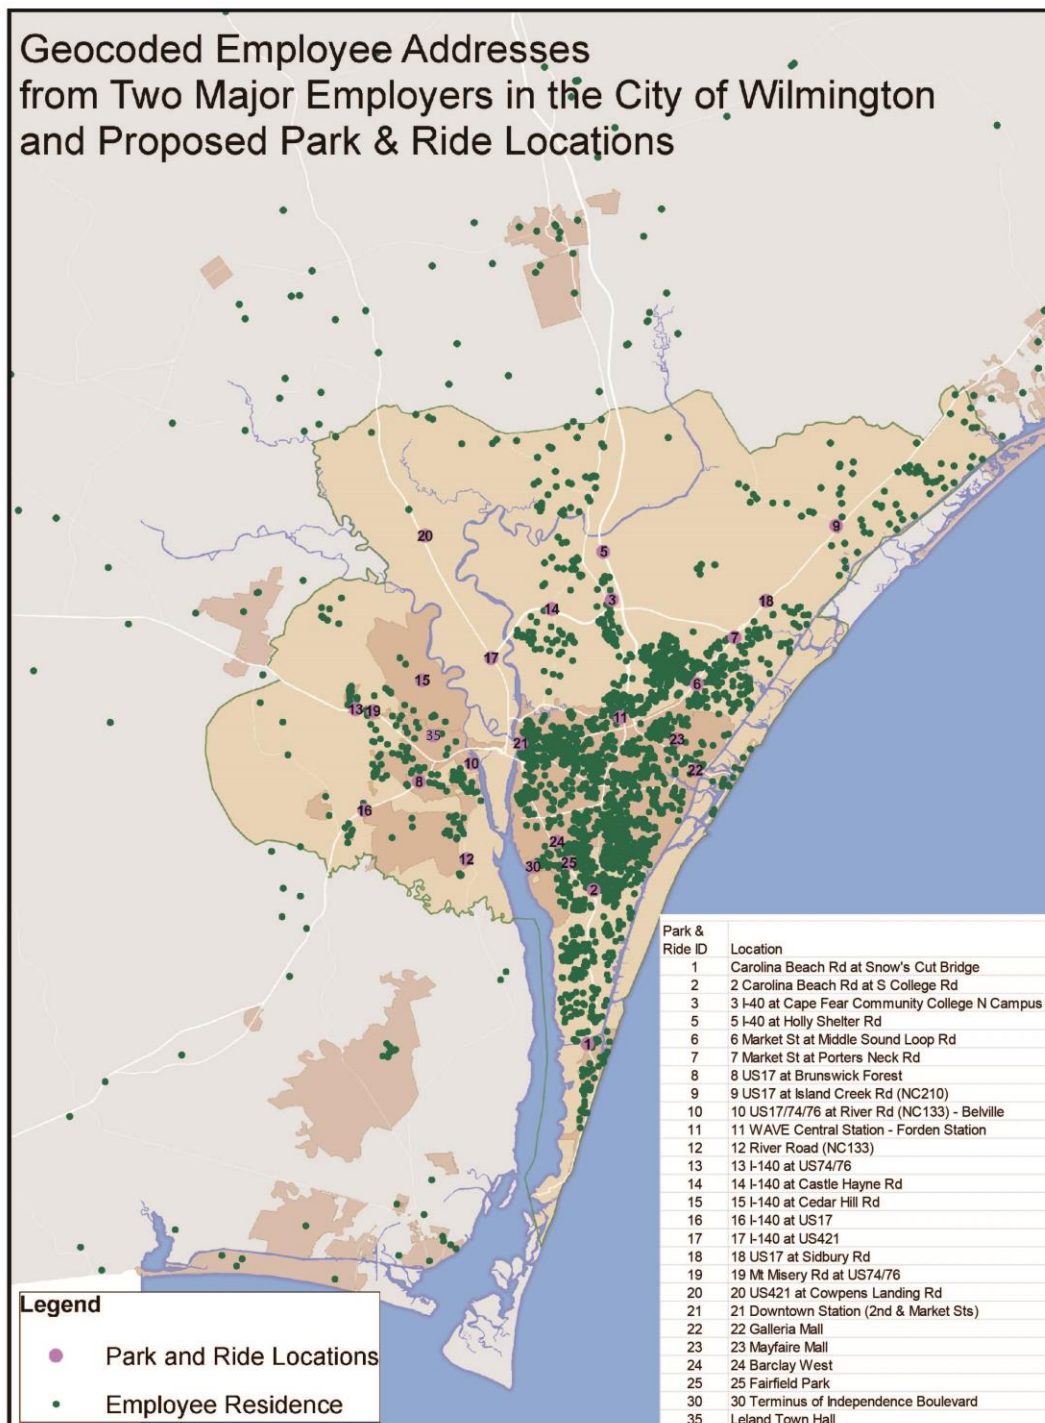 Geocoded Employee Addresses
from Two Major Employers in the City of Wilmington
and Proposed Park & Ride Locations
20
5
9
3
14
18
7
17
15
6
13
19
11
35
21
23
10
22
8
16
24
12
30
25
2
1
Park &
Ride ID Location
1 Carolina Beach Rd at Snow's Cut Bridge
2 2 Carolina Beach Rd at S College Rd
3 3 I-40 at Cape Fear Community College N Campus
5 5 I-40 at Holly Shelter Rd
6 6 Market St at Middle Sound Loop Rd
7 7 Market St at Porters Neck Rd
8 8 US17 at Brunswick Forest
9 9 US17 at Island Creek Rd (NC210)
10 10 US17/74/76 at River Rd (NC133) - Belville
11 11 WAVE Central Station - Forden Station
12 12 River Road (NC133)
13 13 I-140 at US74/76
14 14 I-140 at Castle Hayne Rd
15 15 I-140 at Cedar Hill Rd
16 16 I-140 at US17
17 17 I-140 at US421
18 18 US17 at Sidbury Rd
19 19 Mt Misery Rd at US74/76
20 20 US421 at Cowpens Landing Rd
21 21 Downtown Station (2nd & Market Sts)
22 22 Galleria Mall
23 23 Mayfaire Mall
24 24 Barclay West
25 25 Fairfield Park
30 30 Terminus of Independence Boulevard
35 Leland Town Hall
Legend
Park and Ride Locations
Employee Residence